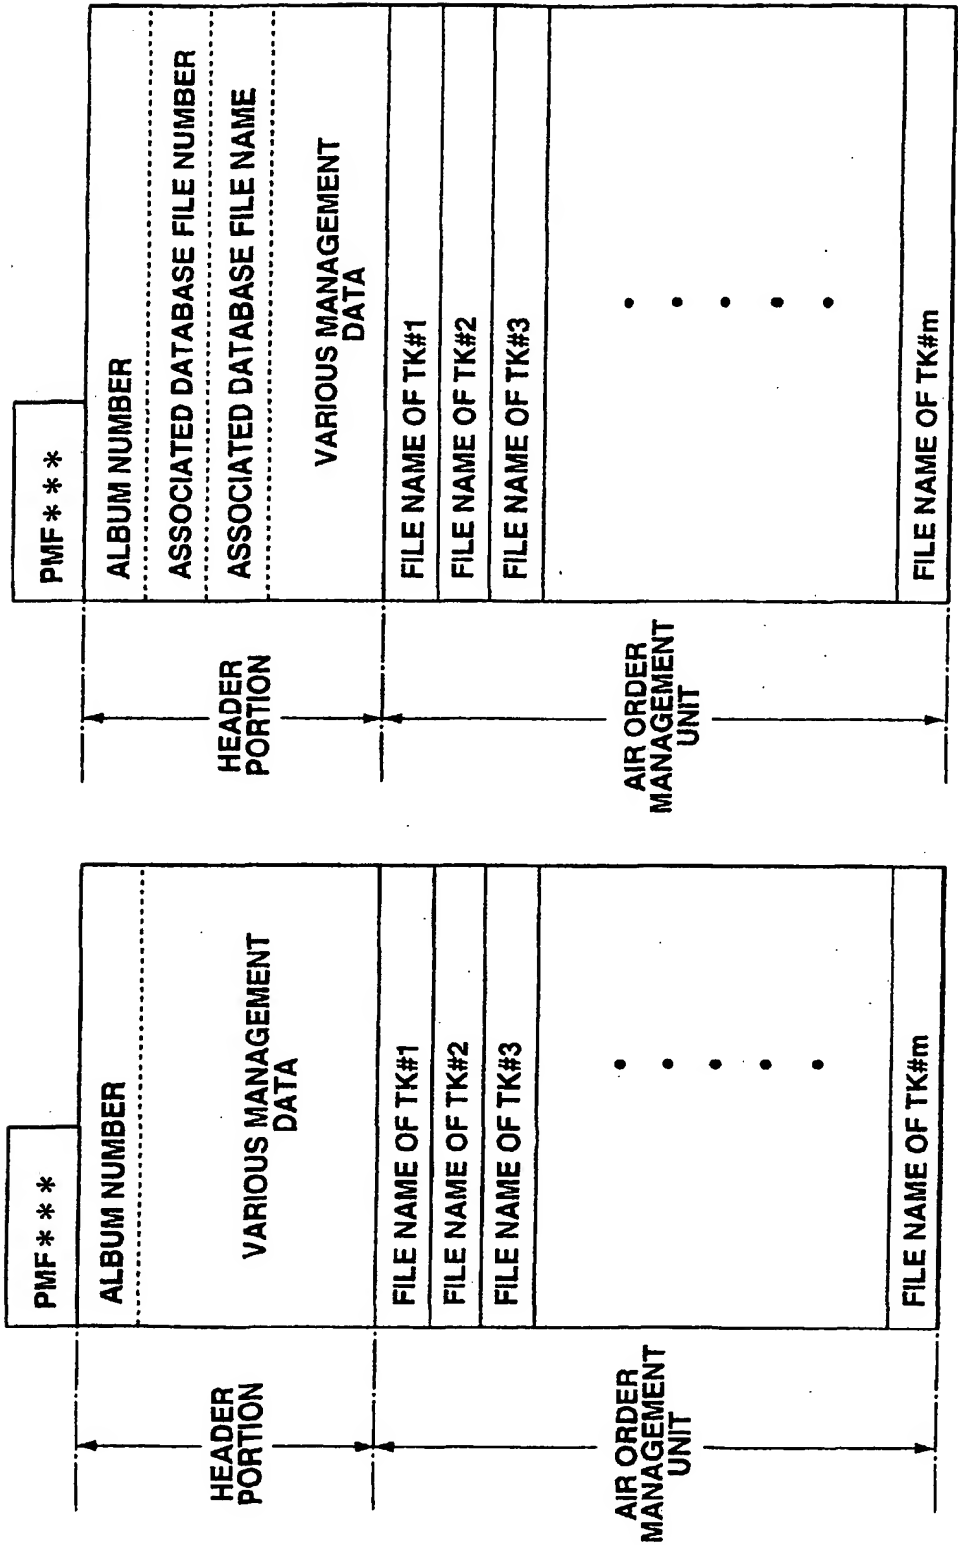 PMF***
HEADER
PORTION
ALBUM NUMBER
VARIOUS MANAGEMENT
DATA
AIR ORDER
MANAGEMENT
UNIT
FILE NAME OF TK#1
FILE NAME OF TK#2
FILE NAME OF TK#3
FILE NAME OF TK#m
PMF***
HEADER
PORTION
ALBUM NUMBER
ASSOCIATED DATABASE FILE NUMBER
ASSOCIATED DATABASE FILE NAME
VARIOUS MANAGEMENT
DATA
AIR ORDER
MANAGEMENT
UNIT
FILE NAME OF TK#1
FILE NAME OF TK#2
FILE NAME OF TK#3
FILE NAME OF TK#m